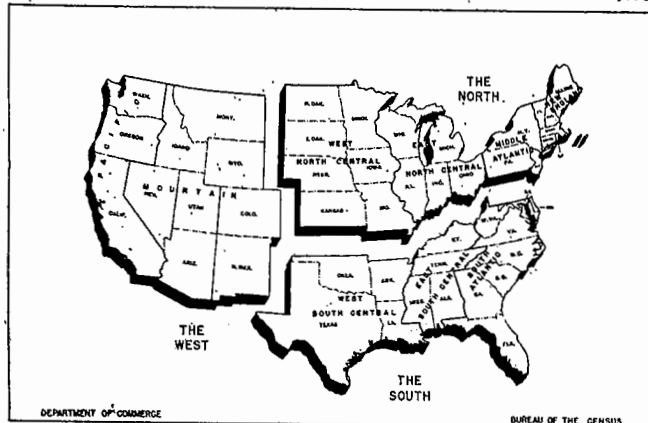 THE
NORTH
WASH.
OREGON
IDAHO
MONT.
WYO.
MOUNTAIN
NEV.
UTAH
COLO.
CALIF.
ARIZ.
N. MEX.
THE
WEST
N. DAK.
S. DAK.
MINN.
WIS.
MICH.
WEST
NORTH CENTRAL
NEBR.
IOWA
KANSAS
MO.
EAST
NORTH CENTRAL
ILL.
IND.
OHIO
MAINE
NEW
ENGLAND
N.Y.
MIDDLE
ATLANTIC
PA.
W. VA.
VA.
KY.
TENN.
N.C.
S.C.
GA.
FLA.
ALA.
MISS.
EAST
SOUTH CENTRAL
SOUTH
ATLANTIC
OKLA.
ARK.
LA.
WEST
SOUTH CENTRAL
TEXAS
THE
SOUTH
DEPARTMENT OF COMMERCE
BUREAU OF THE CENSUS